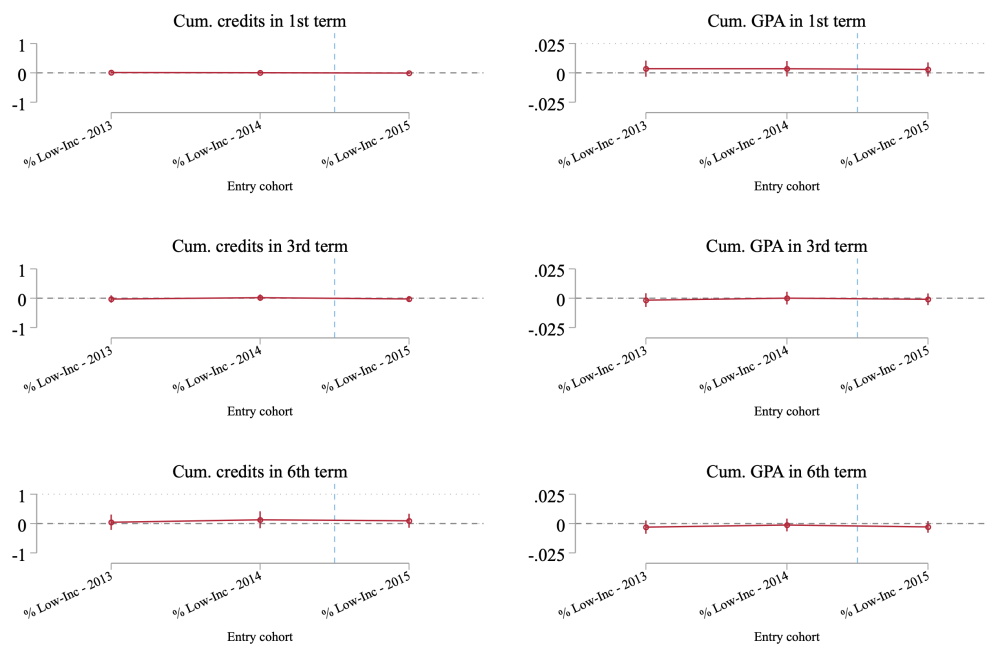 Cum. credits in 1st term
1
0
-1
% Low-Inc - 2013
% Low-Inc - 2014
% Low-Inc - 2015
Entry cohort
Cum. GPA in 1st term
.025
0
-.025
% Low-Inc - 2013
% Low-Inc - 2014
% Low-Inc - 2015
Entry cohort
Cum. credits in 3rd term
1
0
-1
% Low-Inc - 2013
% Low-Inc - 2014
% Low-Inc - 2015
Entry cohort
Cum. GPA in 3rd term
.025
0
-.025
% Low-Inc - 2013
% Low-Inc - 2014
% Low-Inc - 2015
Entry cohort
Cum. credits in 6th term
1
0
-1
% Low-Inc - 2013
% Low-Inc - 2014
% Low-Inc - 2015
Entry cohort
Cum. GPA in 6th term
.025
0
-.025
% Low-Inc - 2013
% Low-Inc - 2014
% Low-Inc - 2015
Entry cohort